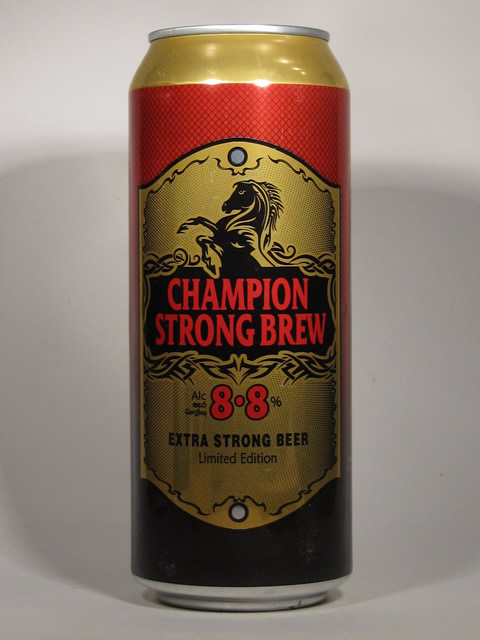 CHAMPION
STRONG BREW
Alc
8.8%
EXTRA STRONG BEER
Limited Edition